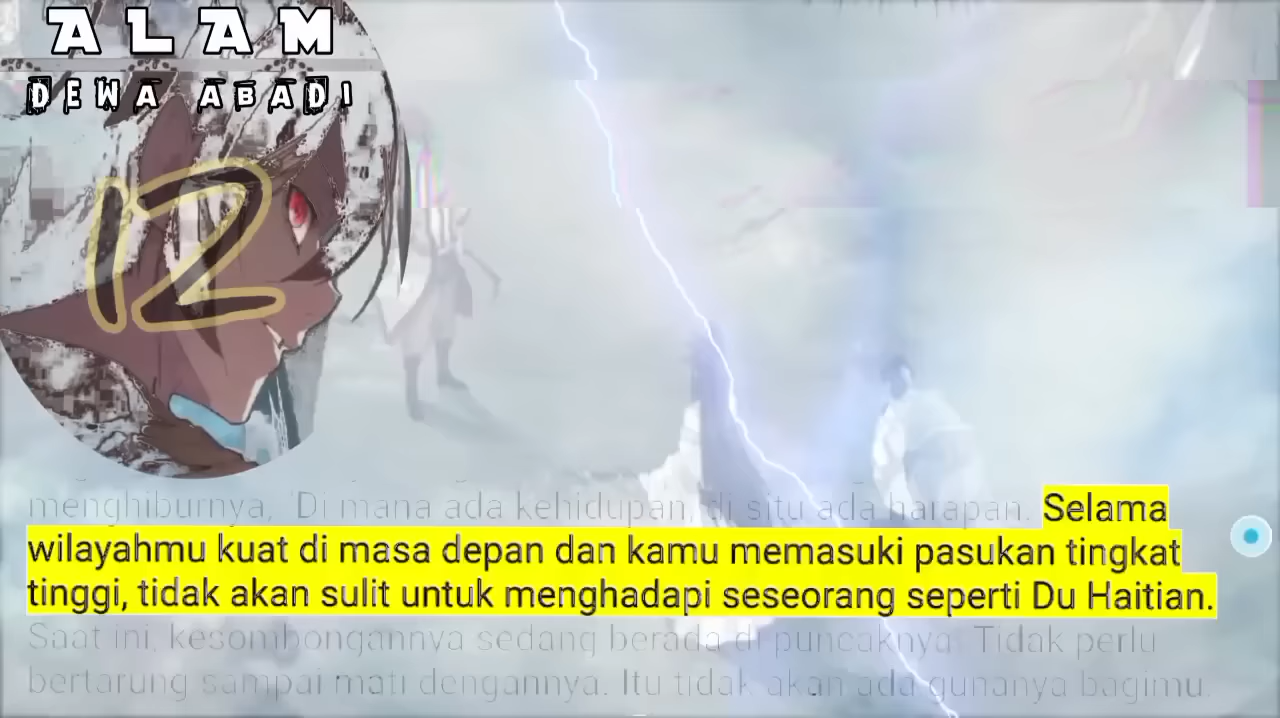 ALAM
DEWA ABADI
12
menghiburnya, 'Di mana ada kehidupan, di situ ada harapan. Selama
wilayahmu kuat di masa depan dan kamu memasuki pasukan tingkat
tinggi, tidak akan sulit untuk menghadapi seseorang seperti Du Haitian.
Saat ini, kesombongannya sedang berada di puncaknya. Tidak perlu
bertarung sampai mati dengannya. Itu tidak akan ada gunanya bagimu.